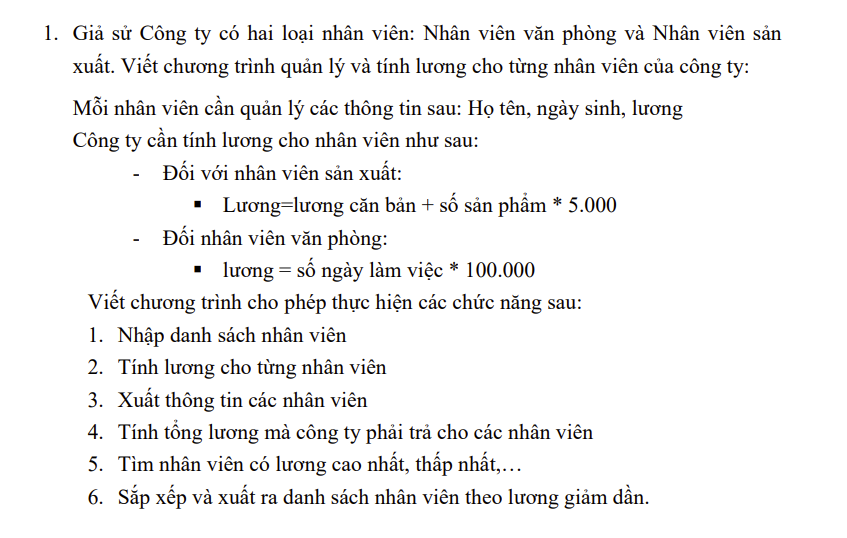 1. Giả sử Công ty có hai loại nhân viên: Nhân viên văn phòng và Nhân viên sản
xuất. Viết chương trình quản lý và tính lương cho từng nhân viên của công ty:
Mỗi nhân viên cần quản lý các thông tin sau: Họ tên, ngày sinh, lương
Công ty cần tính lương cho nhân viên như sau:
- Đối với nhân viên sản xuất:
▪ Lương=lương căn bản + số sản phẩm * 5.000
- Đối nhân viên văn phòng:
▪ lương = số ngày làm việc * 100.000
Viết chương trình cho phép thực hiện các chức năng sau:
1. Nhập danh sách nhân viên
2. Tính lương cho từng nhân viên
3. Xuất thông tin các nhân viên
4. Tính tổng lương mà công ty phải trả cho các nhân viên
5. Tìm nhân viên có lương cao nhất, thấp nhất,…
6. Sắp xếp và xuất ra danh sách nhân viên theo lương giảm dần.